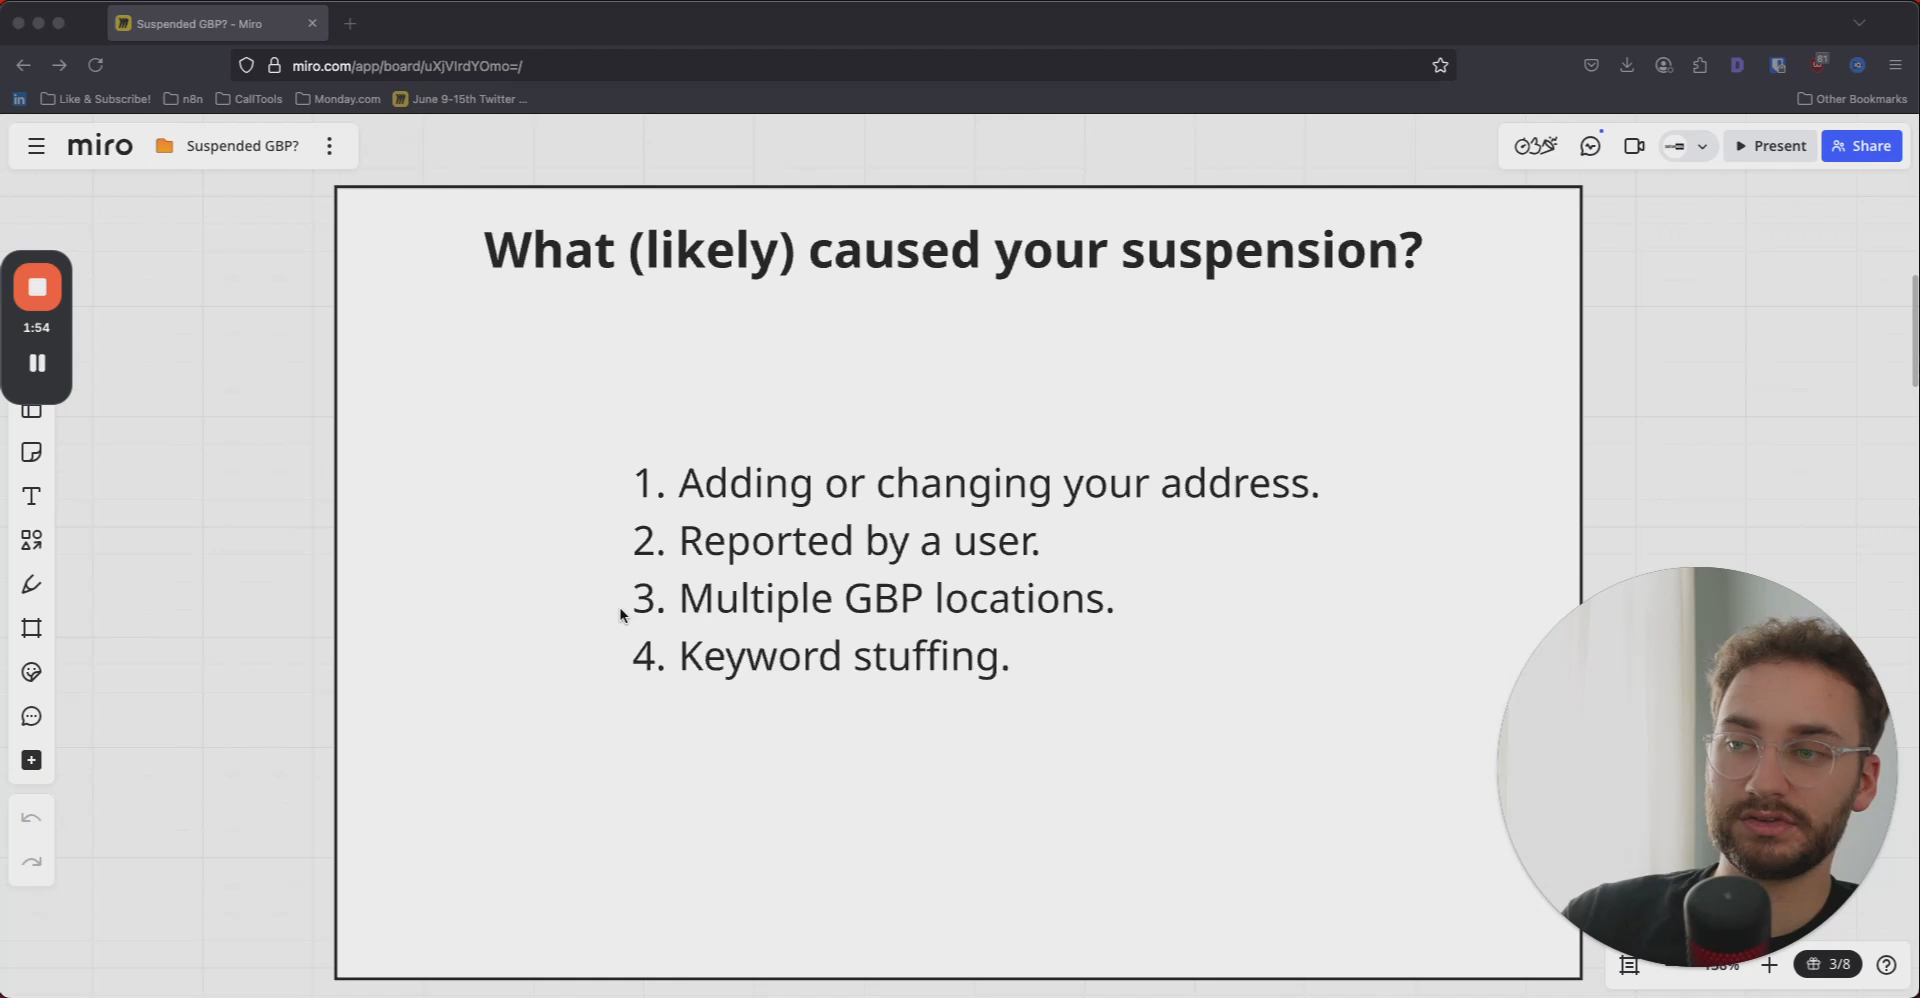 Suspended GBP? - Miro
miro.com/app/board/uXjVIrdYOmo=/
81
Like & Subscribe!
n8n
CallTools
Monday.com
June 9-15th Twitter ...
Other Bookmarks
miro
Suspended GBP?
Present
Share
What (likely) caused your suspension?
1:54
1. Adding or changing your address.
2. Reported by a user.
3. Multiple GBP locations.
4. Keyword stuffing.
3/8